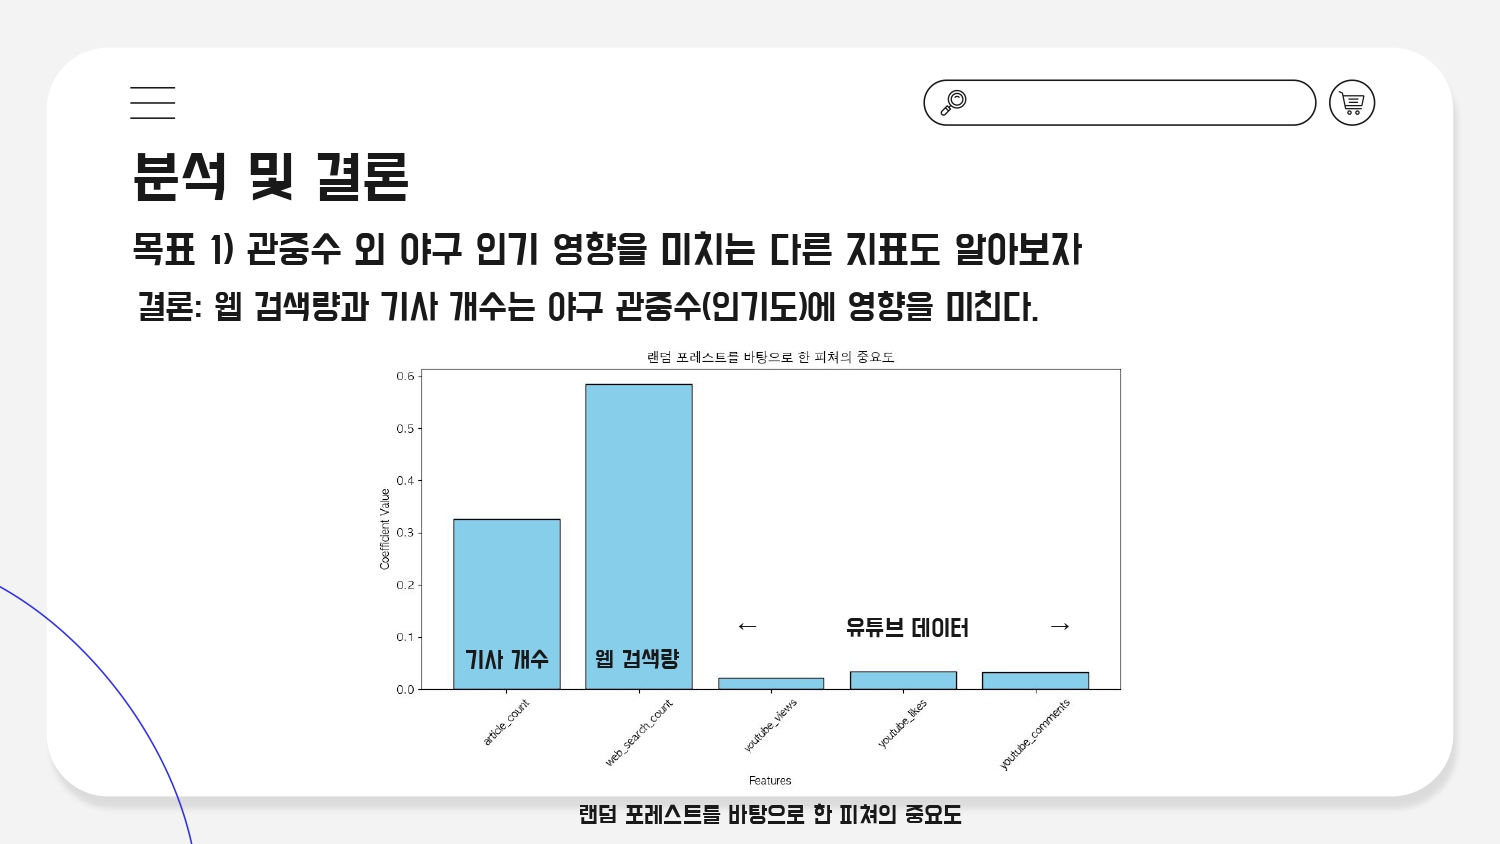 분석 및 결론
목표 1) 관중수 외 야구 인기 영향을 미치는 다른 지표도 알아보자
결론: 웹 검색량과 기사 개수는 야구 관중수(인기도)에 영향을 미친다.
랜덤 포레스트를 바탕으로 한 피쳐의 중요도
0.6
0.5
0.4
0.3
0.2
0.1
0.0
Coefficient Value
← 유튜브 데이터 →
기사 개수
웹 검색량
article_count
web_search_count
youtube_views
youtube_likes
youtube_comments
Features
랜덤 포레스트를 바탕으로 한 피쳐의 중요도